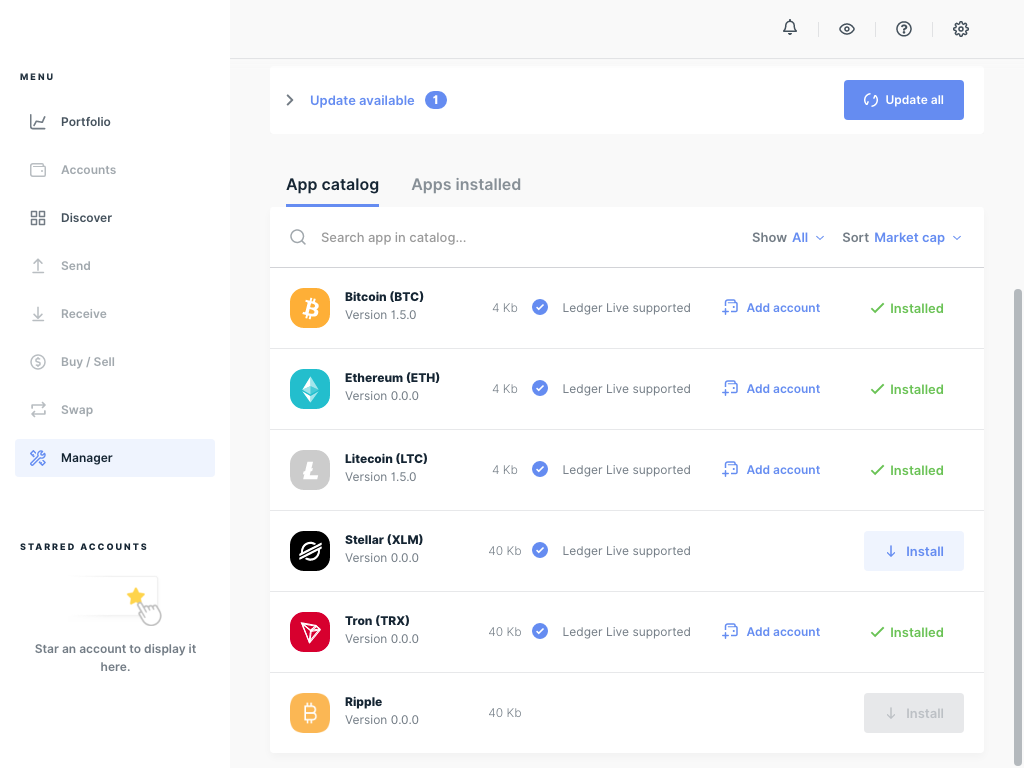 MENU
Portfolio
Accounts
Discover
Send
Receive
Buy / Sell
Swap
Manager
STARRED ACCOUNTS
Star an account to display it
here.
Update available 1
Update all
App catalog Apps installed
Search app in catalog... Show All Sort Market cap
Bitcoin (BTC)
Version 1.5.0
4 Kb Ledger Live supported Add account Installed
Ethereum (ETH)
Version 0.0.0
4 Kb Ledger Live supported Add account Installed
Litecoin (LTC)
Version 1.5.0
4 Kb Ledger Live supported Add account Installed
Stellar (XLM)
Version 0.0.0
40 Kb Ledger Live supported Install
Tron (TRX)
Version 0.0.0
40 Kb Ledger Live supported Add account Installed
Ripple
Version 0.0.0
40 Kb Install